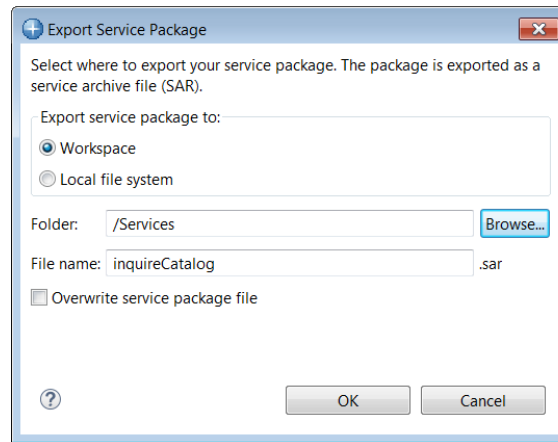 Export Service Package
Select where to export your service package. The package is exported as a
service archive file (SAR).
Export service package to:
Workspace
Local file system
Folder: /Services Browse...
File name: inquireCatalog .sar
Overwrite service package file
? OK Cancel